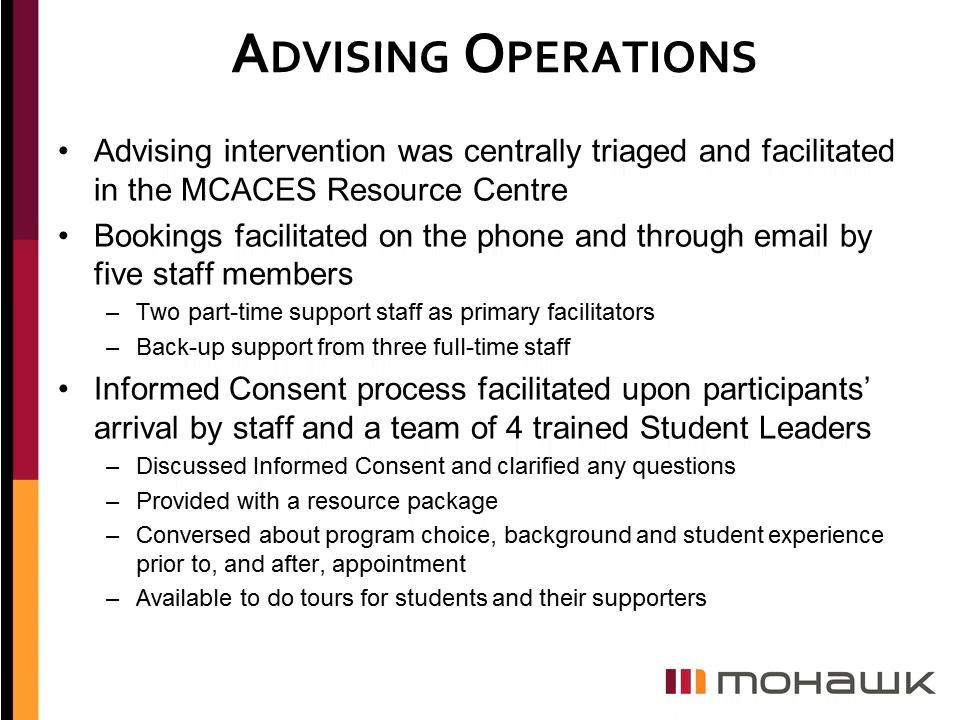 ADVISING OPERATIONS
• Advising intervention was centrally triaged and facilitated
in the MCACES Resource Centre
• Bookings facilitated on the phone and through email by
five staff members
– Two part-time support staff as primary facilitators
– Back-up support from three full-time staff
• Informed Consent process facilitated upon participants’
arrival by staff and a team of 4 trained Student Leaders
– Discussed Informed Consent and clarified any questions
– Provided with a resource package
– Conversed about program choice, background and student experience
prior to, and after, appointment
– Available to do tours for students and their supporters
mohawk